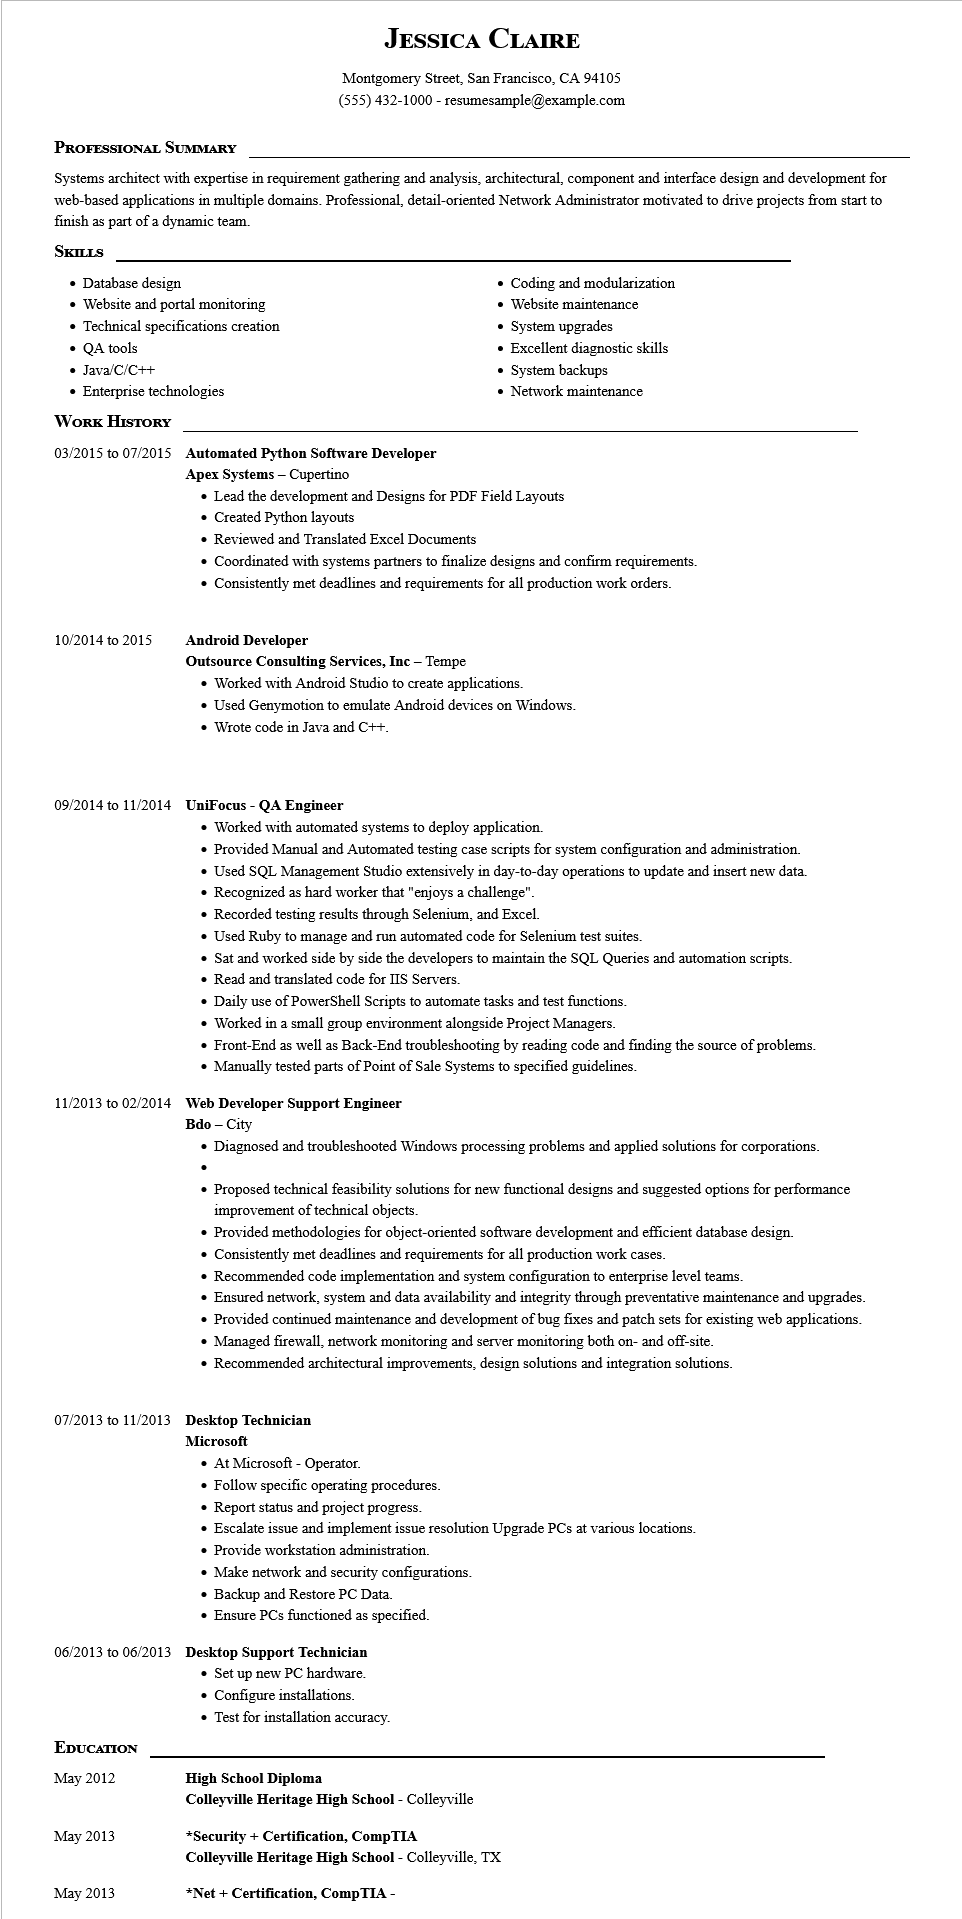 Jessica Claire
Montgomery Street, San Francisco, CA 94105
(555) 432-1000 - resumesample@example.com
Professional Summary
Systems architect with expertise in requirement gathering and analysis, architectural, component and interface design and development for
web-based applications in multiple domains. Professional, detail-oriented Network Administrator motivated to drive projects from start to
finish as part of a dynamic team.
Skills
• Database design
• Website and portal monitoring
• Technical specifications creation
• QA tools
• Java/C/C++
• Enterprise technologies
• Coding and modularization
• Website maintenance
• System upgrades
• Excellent diagnostic skills
• System backups
• Network maintenance
Work History
03/2015 to 07/2015 Automated Python Software Developer
Apex Systems – Cupertino
• Lead the development and Designs for PDF Field Layouts
• Created Python layouts
• Reviewed and Translated Excel Documents
• Coordinated with systems partners to finalize designs and confirm requirements.
• Consistently met deadlines and requirements for all production work orders.
10/2014 to 2015 Android Developer
Outsource Consulting Services, Inc – Tempe
• Worked with Android Studio to create applications.
• Used Genymotion to emulate Android devices on Windows.
• Wrote code in Java and C++.
09/2014 to 11/2014 UniFocus - QA Engineer
• Worked with automated systems to deploy application.
• Provided Manual and Automated testing case scripts for system configuration and administration.
• Used SQL Management Studio extensively in day-to-day operations to update and insert new data.
• Recognized as hard worker that "enjoys a challenge".
• Recorded testing results through Selenium, and Excel.
• Used Ruby to manage and run automated code for Selenium test suites.
• Sat and worked side by side the developers to maintain the SQL Queries and automation scripts.
• Read and translated code for IIS Servers.
• Daily use of PowerShell Scripts to automate tasks and test functions.
• Worked in a small group environment alongside Project Managers.
• Front-End as well as Back-End troubleshooting by reading code and finding the source of problems.
• Manually tested parts of Point of Sale Systems to specified guidelines.
11/2013 to 02/2014 Web Developer Support Engineer
Bdo – City
• Diagnosed and troubleshooted Windows processing problems and applied solutions for corporations.
•
• Proposed technical feasibility solutions for new functional designs and suggested options for performance
improvement of technical objects.
• Provided methodologies for object-oriented software development and efficient database design.
• Consistently met deadlines and requirements for all production work cases.
• Recommended code implementation and system configuration to enterprise level teams.
• Ensured network, system and data availability and integrity through preventative maintenance and upgrades.
• Provided continued maintenance and development of bug fixes and patch sets for existing web applications.
• Managed firewall, network monitoring and server monitoring both on- and off-site.
• Recommended architectural improvements, design solutions and integration solutions.
07/2013 to 11/2013 Desktop Technician
Microsoft
• At Microsoft - Operator.
• Follow specific operating procedures.
• Report status and project progress.
• Escalate issue and implement issue resolution Upgrade PCs at various locations.
• Provide workstation administration.
• Make network and security configurations.
• Backup and Restore PC Data.
• Ensure PCs functioned as specified.
06/2013 to 06/2013 Desktop Support Technician
• Set up new PC hardware.
• Configure installations.
• Test for installation accuracy.
Education
May 2012 High School Diploma
Colleyville Heritage High School - Colleyville
May 2013 *Security + Certification, CompTIA
Colleyville Heritage High School - Colleyville, TX
May 2013 *Net + Certification, CompTIA -